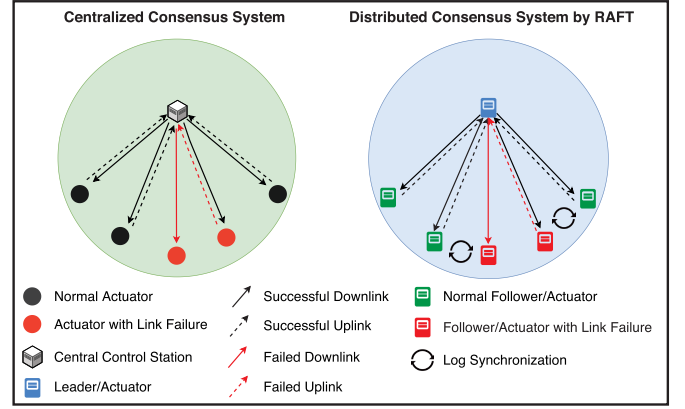 Centralized Consensus System
Distributed Consensus System by RAFT
Normal Actuator
Successful Downlink
Normal Follower/Actuator
Actuator with Link Failure
Successful Uplink
Follower/Actuator with Link Failure
Central Control Station
Failed Downlink
Log Synchronization
Leader/Actuator
Failed Uplink